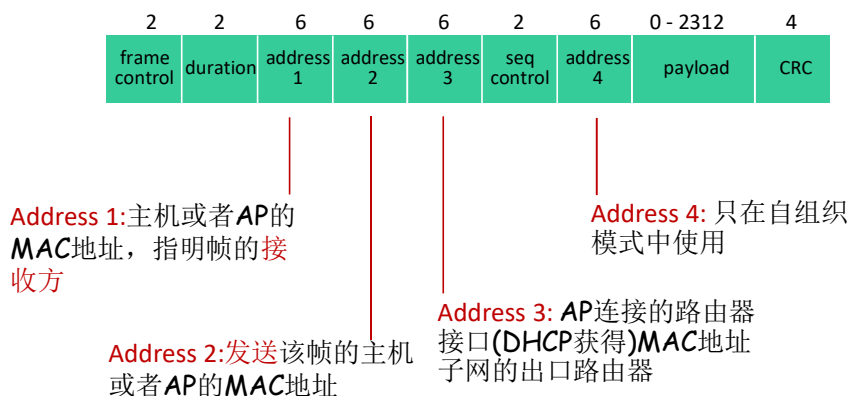 2 2 6 6 6 2 6 0 - 2312 4
frame control duration address 1 address 2 address 3 seq control address 4 payload CRC
Address 1:主机或者AP的
MAC地址，指明帧的接
收方
Address 2:发送该帧的主机
或者AP的MAC地址
Address 3: AP连接的路由器
接口(DHCP获得)MAC地址
子网的出口路由器
Address 4: 只在自组织
模式中使用